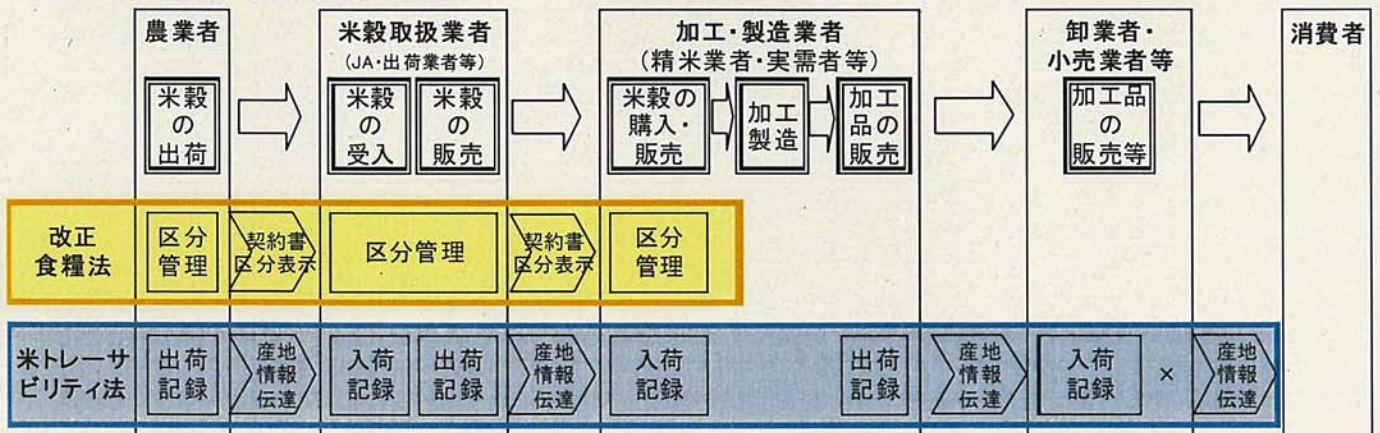 農業者
米穀取扱業者
(JA・出荷業者等)
加工・製造業者
(精米業者・実需者等)
卸業者・
小売業者等
消費者
米穀
の
出荷
米穀
の
受入
米穀
の
販売
米穀の
購入・
販売
加工
製造
加工
品の
販売
加工品
の
販売等
改正
食糧法
区分
管理
契約書
区分表示
区分管理
契約書
区分表示
区分
管理
米トレーサ
ビリティ法
出荷
記録
産地
情報
伝達
入荷
記録
出荷
記録
産地
情報
伝達
入荷
記録
出荷
記録
産地
情報
伝達
入荷
記録
×
産地
情報
伝達